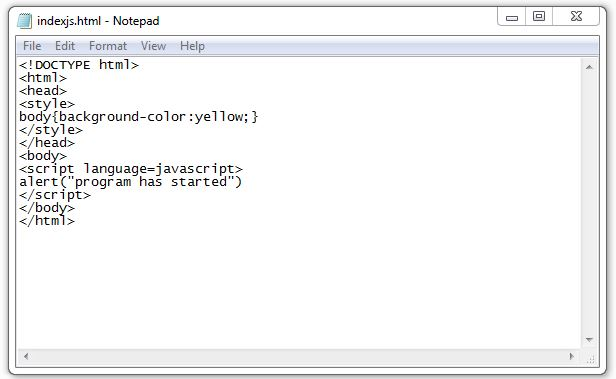 indexjs.html - Notepad
File Edit Format View Help
<!DOCTYPE html>
<html>
<head>
<style>
body{background-color:yellow;}
</style>
</head>
<body>
<script language=javascript>
alert("program has started")
</script>
</body>
</html>